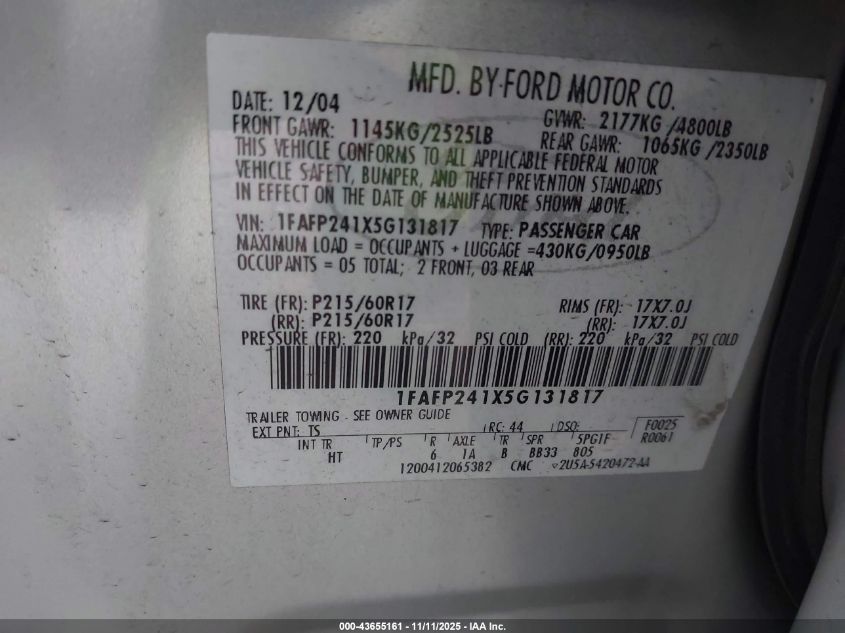 MFD. BY FORD MOTOR CO.
DATE: 12/04 GVWR: 2177KG /4800LB
FRONT GAWR: 1145KG/2525LB REAR GAWR: 1065KG /2350LB
THIS VEHICLE CONFORMS TO ALL APPLICABLE FEDERAL MOTOR
VEHICLE SAFETY, BUMPER, AND THEFT PREVENTION STANDARDS
IN EFFECT ON THE DATE OF MANUFACTURE SHOWN ABOVE.
VIN: 1FAFP241X5G131817 TYPE: PASSENGER CAR
MAXIMUM LOAD = OCCUPANTS + LUGGAGE =430KG/0950LB
OCCUPANTS = 05 TOTAL; 2 FRONT, 03 REAR
TIRE (FR): P215/60R17 RIMS (FR): 17X7.0J
(RR): P215/60R17 (RR): 17X7.0J
PRESSURE (FR): 220 kPa/32 PSI COLD (RR): 220 kPa/32 PSI COLD
1FAFP241X5G131817
TRAILER TOWING - SEE OWNER GUIDE
EXT PNT: TS RC: 44 DSO: F0025
INT TR TP/PS R AXLE TR SPR 5PG1F R0061
HT 6 1A B BB33 805
1200412065382 CMC 2U5A-5420472-AA
000-43655161 - 11/11/2025 - IAA Inc.